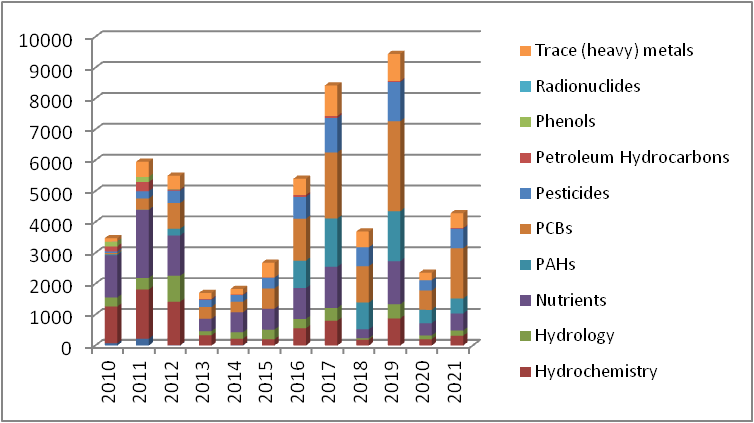 10000
9000
8000
7000
6000
5000
4000
3000
2000
1000
0
2010 2011 2012 2013 2014 2015 2016 2017 2018 2019 2020 2021
Trace (heavy) metals
Radionuclides
Phenols
Petroleum Hydrocarbons
Pesticides
PCBs
PAHs
Nutrients
Hydrology
Hydrochemistry